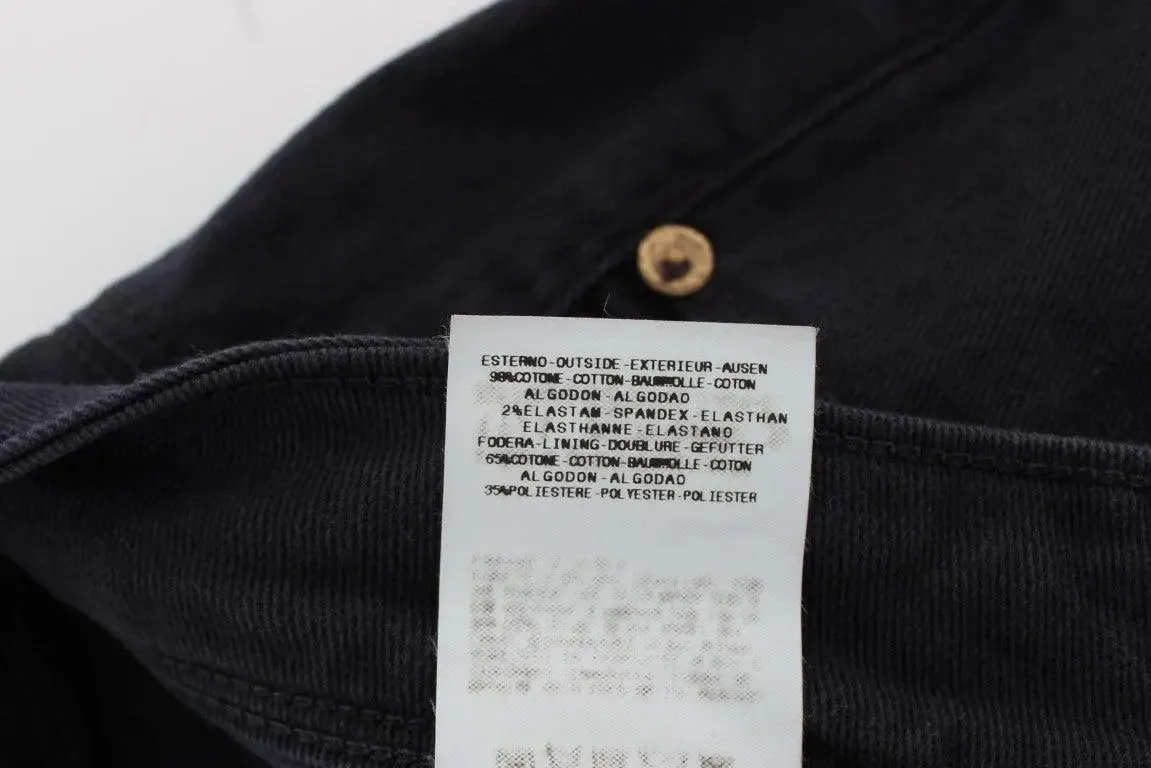 ESTERNO-OUTSIDE-EXTERIEUR-AUSEN
98%COTONE-COTTON-BAUMWOLLE-COTON
ALGODON-ALGODAO
2%ELASTAM-SPANDEX-ELASTHAN
ELASTHANNE-ELASTANO
FODERA-LINING-DOUBLURE-GEFUTTER
65%COTONE-COTTON-BAUMWOLLE-COTON
ALGODON-ALGODAO
35%POLIESTERE-POLYESTER-POLIESTER